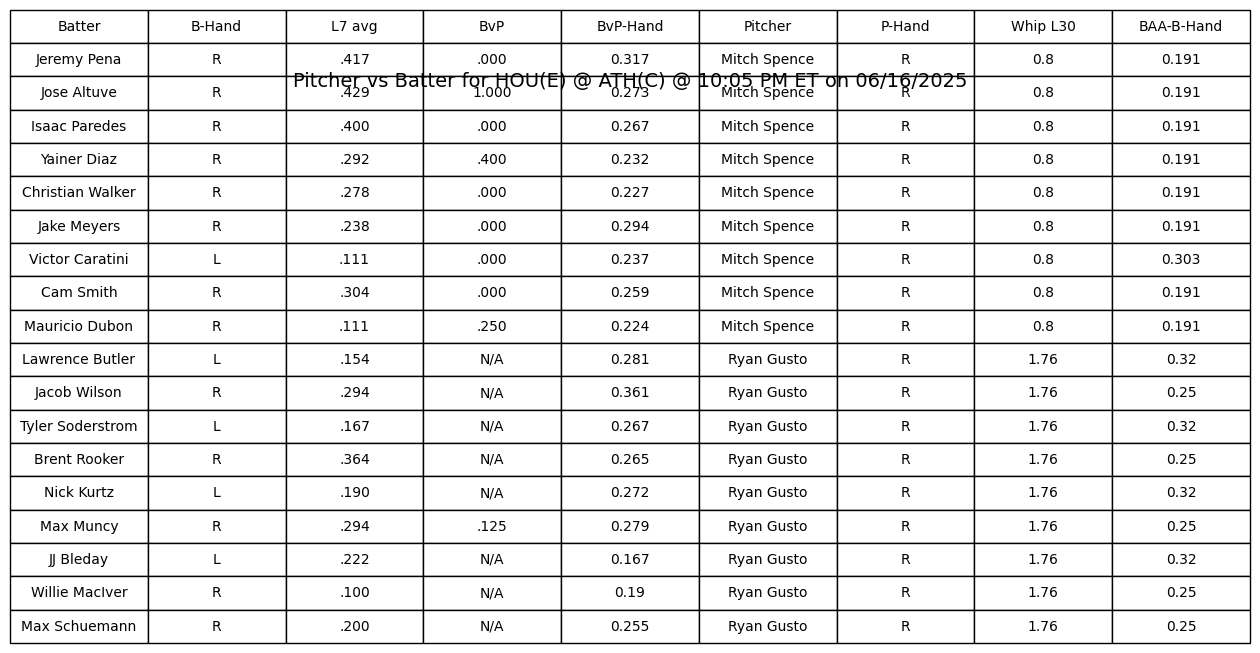 Batter B-Hand L7 avg BvP BvP-Hand Pitcher P-Hand Whip L30 BAA-B-Hand
Jeremy Pena R .417 .000 0.317 Mitch Spence R 0.8 0.191
Pitcher vs Batter for HOU(E) @ ATH(C) @ 10:05 PM ET on 06/16/2025
Jose Altuve R .429 1.000 0.273 Mitch Spence R 0.8 0.191
Isaac Paredes R .400 .000 0.267 Mitch Spence R 0.8 0.191
Yainer Diaz R .292 .400 0.232 Mitch Spence R 0.8 0.191
Christian Walker R .278 .000 0.227 Mitch Spence R 0.8 0.191
Jake Meyers R .238 .000 0.294 Mitch Spence R 0.8 0.191
Victor Caratini L .111 .000 0.237 Mitch Spence R 0.8 0.303
Cam Smith R .304 .000 0.259 Mitch Spence R 0.8 0.191
Mauricio Dubon R .111 .250 0.224 Mitch Spence R 0.8 0.191
Lawrence Butler L .154 N/A 0.281 Ryan Gusto R 1.76 0.32
Jacob Wilson R .294 N/A 0.361 Ryan Gusto R 1.76 0.25
Tyler Soderstrom L .167 N/A 0.267 Ryan Gusto R 1.76 0.32
Brent Rooker R .364 N/A 0.265 Ryan Gusto R 1.76 0.25
Nick Kurtz L .190 N/A 0.272 Ryan Gusto R 1.76 0.32
Max Muncy R .294 .125 0.279 Ryan Gusto R 1.76 0.25
JJ Bleday L .222 N/A 0.167 Ryan Gusto R 1.76 0.32
Willie MacIver R .100 N/A 0.19 Ryan Gusto R 1.76 0.25
Max Schuemann R .200 N/A 0.255 Ryan Gusto R 1.76 0.25